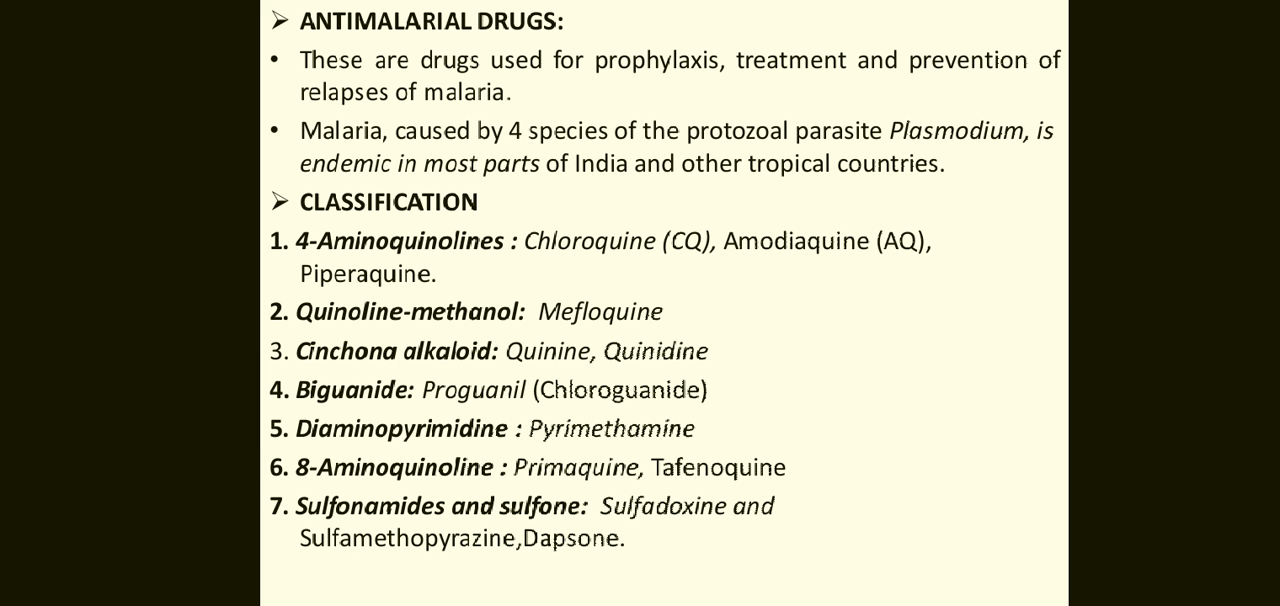 ➢ ANTIMALARIAL DRUGS:
• These are drugs used for prophylaxis, treatment and prevention of
relapses of malaria.
• Malaria, caused by 4 species of the protozoal parasite Plasmodium, is
endemic in most parts of India and other tropical countries.
➢ CLASSIFICATION
1. 4-Aminoquinolines : Chloroquine (CQ), Amodiaquine (AQ),
Piperaquine.
2. Quinoline-methanol: Mefloquine
3. Cinchona alkaloid: Quinine, Quinidine
4. Biguanide: Proguanil (Chloroguanide)
5. Diaminopyrimidine : Pyrimethamine
6. 8-Aminoquinoline : Primaquine, Tafenoquine
7. Sulfonamides and sulfone: Sulfadoxine and
Sulfamethopyrazine,Dapsone.